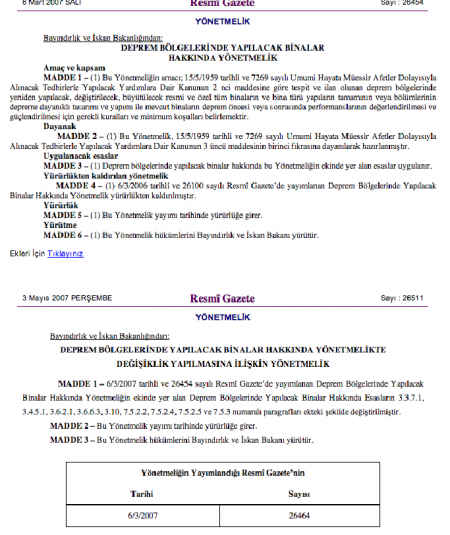 6 Mart 2007 SALI Resmî Gazete Sayı : 26454
YÖNETMELİK
Bayındırlık ve İskan Bakanlığından:
DEPREM BÖLGELERİNDE YAPILACAK BİNALAR
HAKKINDA YÖNETMELİK
Amaç ve kapsam
MADDE 1 – (1) Bu Yönetmeliğin amacı; 15/5/1959 tarihli ve 7269 sayılı Umumi Hayata Müessir Afetler Dolayısıyla
Alınacak Tedbirlerle Yapılacak Yardımlara Dair Kanunun 2 nci maddesine göre tespit ve ilan olunan deprem bölgelerinde
yeniden yapılacak, değiştirilecek, büyütülecek resmi ve özel tüm binaların ve bina türü yapıların tamamının veya bölümlerinin
depreme dayanıklı tasarımı ve yapımı ile mevcut binaların deprem öncesi veya sonrasında performanslarının değerlendirilmesi ve
güçlendirilmesi için gerekli kuralları ve minimum koşulları belirlemektir.
Dayanak
MADDE 2 – (1) Bu Yönetmelik, 15/5/1959 tarihli ve 7269 sayılı Umumi Hayata Müessir Afetler Dolayısıyla
Alınacak Tedbirlerle Yapılacak Yardımlara Dair Kanunun 3 üncü maddesinin birinci fıkrasına dayanılarak hazırlanmıştır.
Uygulanacak esaslar
MADDE 3 – (1) Deprem bölgelerinde yapılacak binalar hakkında bu Yönetmeliğin ekinde yer alan esaslar uygulanır.
Yürürlükten kaldırılan yönetmelik
MADDE 4 – (1) 6/3/2006 tarihli ve 26100 sayılı Resmî Gazete'de yayımlanan Deprem Bölgelerinde Yapılacak
Binalar Hakkında Yönetmelik yürürlükten kaldırılmıştır.
Yürürlük
MADDE 5 – (1) Bu Yönetmelik yayımı tarihinde yürürlüğe girer.
Yürütme
MADDE 6 – (1) Bu Yönetmelik hükümlerini Bayındırlık ve İskan Bakanı yürütür.
Ekleri İçin Tıklayınız
3 Mayıs 2007 PERŞEMBE Resmî Gazete Sayı : 26511
YÖNETMELİK
Bayındırlık ve İskan Bakanlığından:
DEPREM BÖLGELERİNDE YAPILACAK BİNALAR HAKKINDA YÖNETMELİKTE
DEĞİŞİKLİK YAPILMASINA İLİŞKİN YÖNETMELİK
MADDE 1 – 6/3/2007 tarihli ve 26454 sayılı Resmî Gazete'de yayımlanan Deprem Bölgelerinde Yapılacak
Binalar Hakkında Yönetmeliğin ekinde yer alan Deprem Bölgelerinde Yapılacak Binalar Hakkında Esasların 3.3.7.1,
3.4.5.1, 3.6.2.1, 3.6.6.3, 3.10, 7.5.2.2, 7.5.2.4, 7.5.2.5 ve 7.5.3 numaralı paragrafları ekteki şekilde değiştirilmiştir.
MADDE 2 – Bu Yönetmelik yayımı tarihinde yürürlüğe girer.
MADDE 3 – Bu Yönetmelik hükümlerini Bayındırlık ve İskan Bakanı yürütür.
Yönetmeliğin Yayımlandığı Resmî Gazete'nin
Tarihi Sayısı
6/3/2007 26464